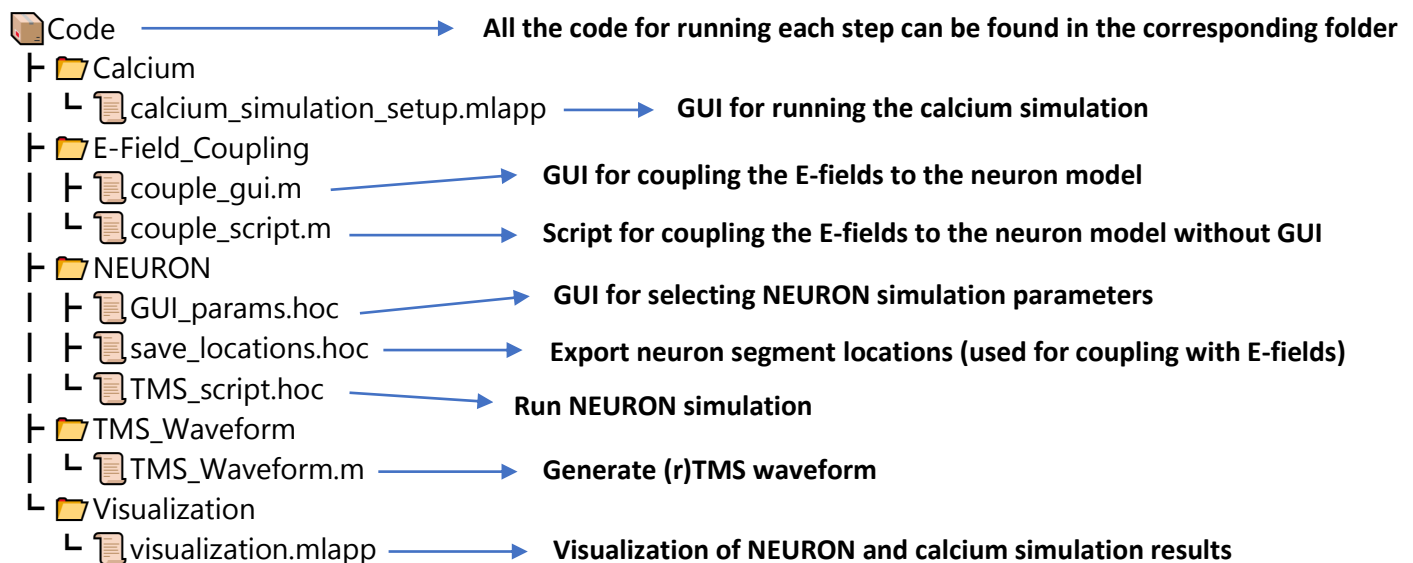 Code All the code for running each step can be found in the corresponding folder
Calcium
calcium_simulation_setup.mlapp GUI for running the calcium simulation
E-Field_Coupling
couple_gui.m GUI for coupling the E-fields to the neuron model
couple_script.m Script for coupling the E-fields to the neuron model without GUI
NEURON
GUI_params.hoc GUI for selecting NEURON simulation parameters
save_locations.hoc Export neuron segment locations (used for coupling with E-fields)
TMS_script.hoc Run NEURON simulation
TMS_Waveform
TMS_Waveform.m Generate (r)TMS waveform
Visualization
visualization.mlapp Visualization of NEURON and calcium simulation results